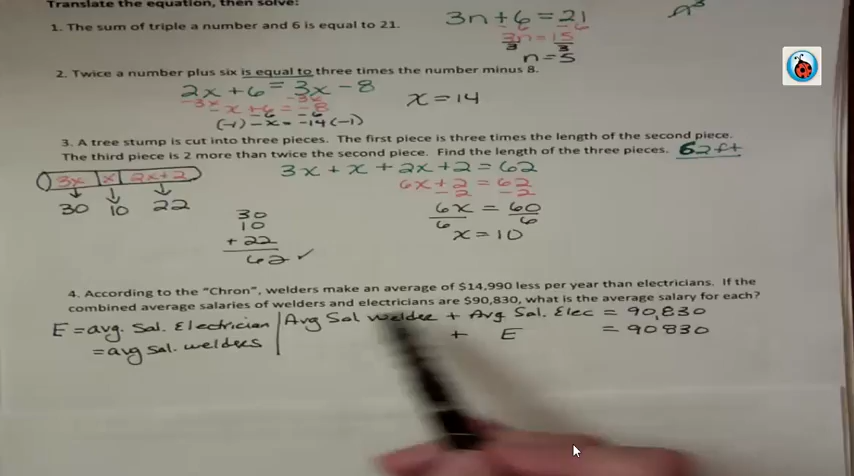 Translate the equation, then solve:
1. The sum of triple a number and 6 is equal to 21.
3n + 6 = 21
-6 -6
3n = 15
3 3
n = 5
2. Twice a number plus six is equal to three times the number minus 8.
2x + 6 = 3x - 8
-3x -3x
-x + 6 = -8
-6 -6
(-1) -x = -14 (-1)
x = 14
3. A tree stump is cut into three pieces. The first piece is three times the length of the second piece.
The third piece is 2 more than twice the second piece. Find the length of the three pieces. 62 ft
3x x 2x+2
30 10 22
3x + x + 2x + 2 = 62
6x + 2 = 62
-2 -2
6x = 60
6 6
x = 10
30
10
+ 22
62 ✓
4. According to the "Chron", welders make an average of $14,990 less per year than electricians. If the
combined average salaries of welders and electricians are $90,830, what is the average salary for each?
E = avg. Sal. Electrician
= avg sal. welders
Avg Sal Welder + Avg Sal. Elec = 90,830
+ E = 90830